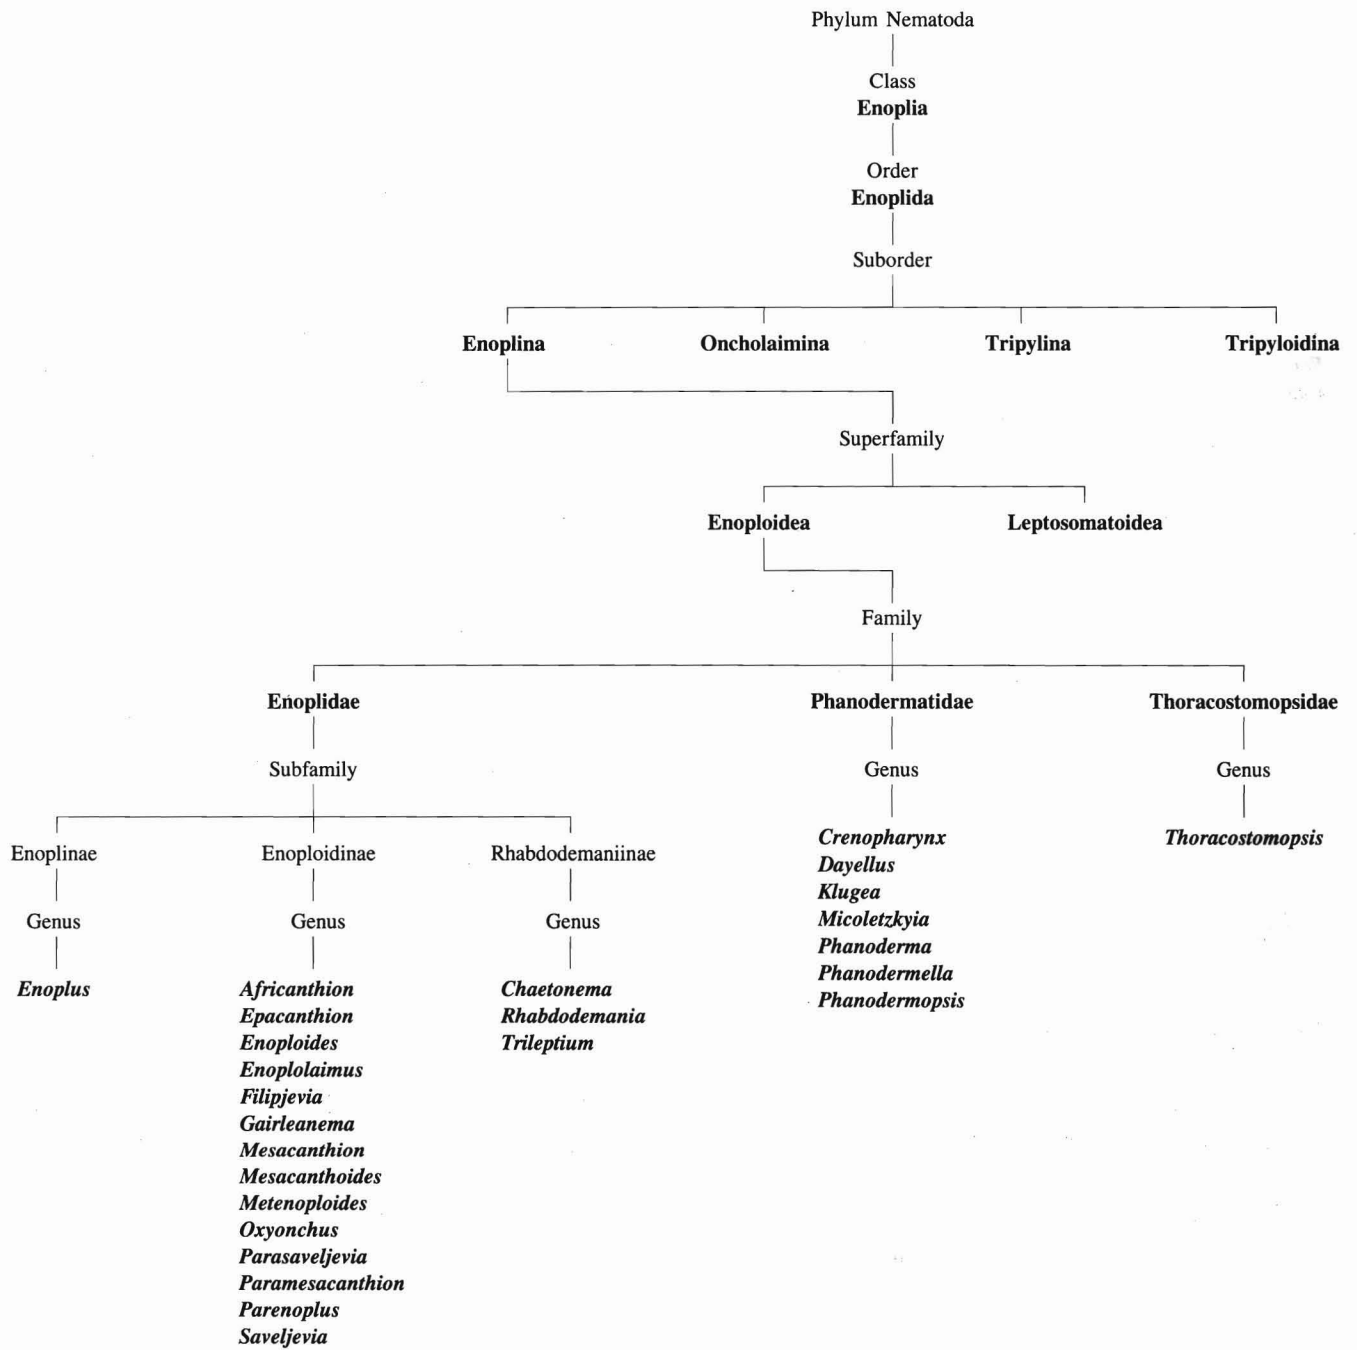 Phylum Nematoda
Class
Enoplia
Order
Enoplida
Suborder
Enoplina Oncholaimina Tripylina Tripyloidina
Superfamily
Enoploidea Leptosomatoidea
Family
Enoplidae Phanodermatidae Thoracostomopsidae
Subfamily Genus Genus
Enoplinae Enoploidinae Rhabdodemaniinae
Genus Genus Genus
Enoplus
Africanthion
Epacanthion
Enoploides
Enoplolaimus
Filipjevia
Gairleanema
Mesacanthion
Mesacanthoides
Metenoploides
Oxyonchus
Parasaveljevia
Paramesacanthion
Parenoplus
Saveljevia
Chaetonema
Rhabdodemania
Trileptium
Crenopharynx
Dayellus
Klugea
Micoletzkyia
Phanoderma
Phanodermella
Phanodermopsis
Thoracostomopsis